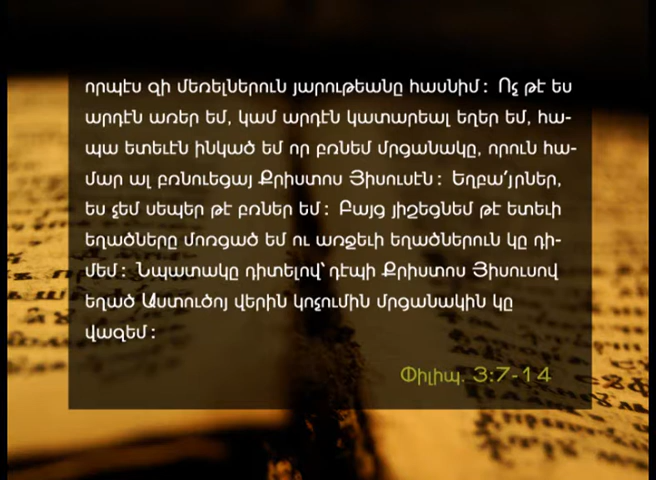 որպէս զի մեռելներուն յարութեանը հասնիմ: Ոչ թէ ես
արդէն առեր եմ, կամ արդէն կատարեալ եղեր եմ, հա-
պա ետեւէն ինկած եմ որ բռնեմ մրցանակը, որուն հա-
մար ալ բռնուեցայ Քրիստոս Յիսուսէն: Եղբա՛յրներ,
ես չեմ սեպեր թէ բռներ եմ: Բայց յիշեցնեմ թէ ետեւի
եղածները մոռցած եմ ու առջեւի եղածներուն կը դի-
մեմ: Նպատակը դիտելով՝ դէպի Քրիստոս Յիսուսով
եղած Աստուծոյ վերին կոչումին մրցանակին կը
վազեմ:
Փիլիպ. 3:7-14